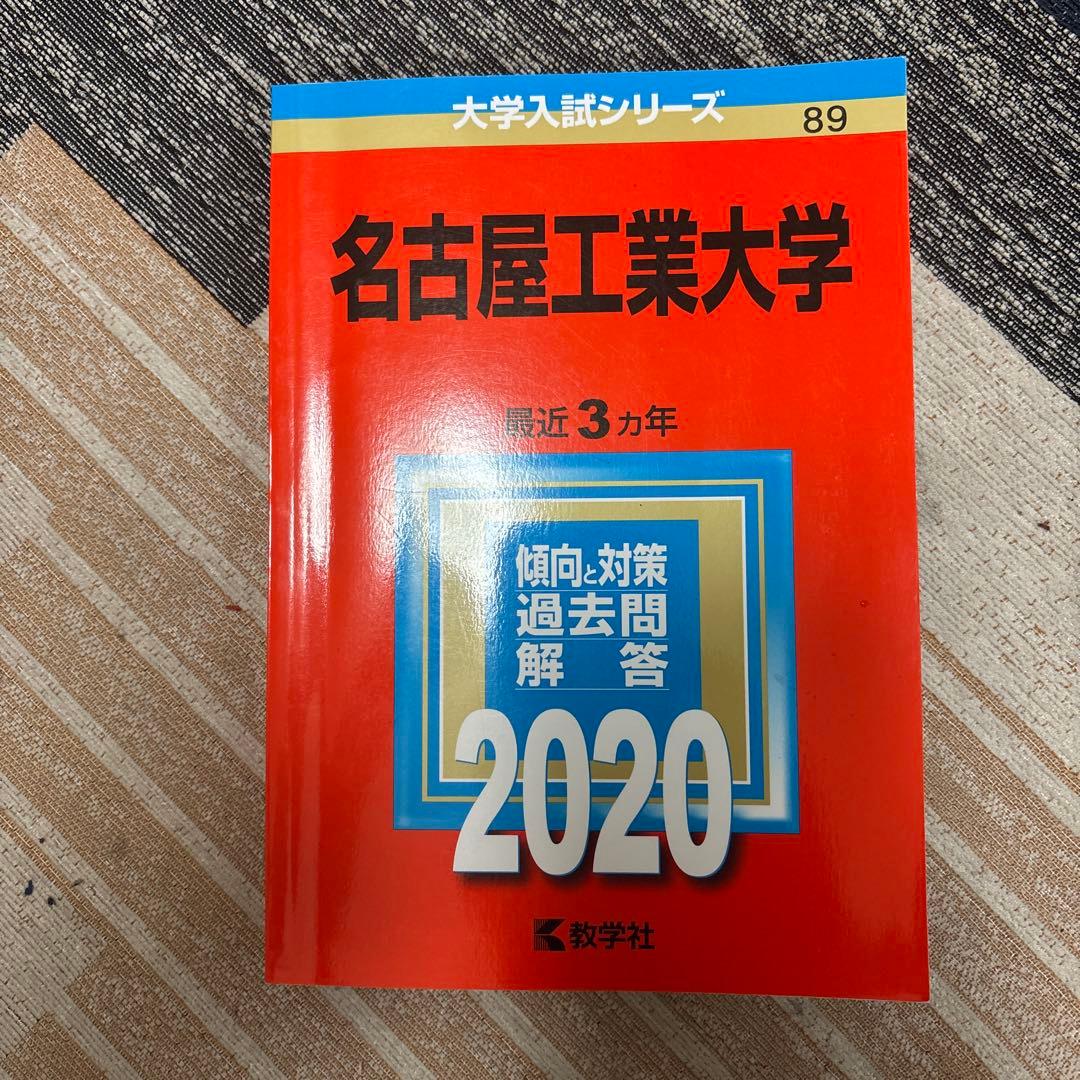 大学入試シリーズ
89
名古屋工業大学
最近3カ年
傾向と対策
過去問
解答
2020
教学社